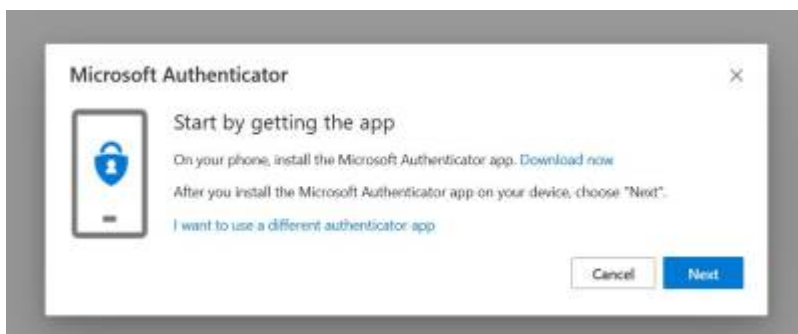 Microsoft Authenticator
Start by getting the app
On your phone, install the Microsoft Authenticator app. Download now
After you install the Microsoft Authenticator app on your device, choose "Next".
I want to use a different authenticator app
Cancel
Next